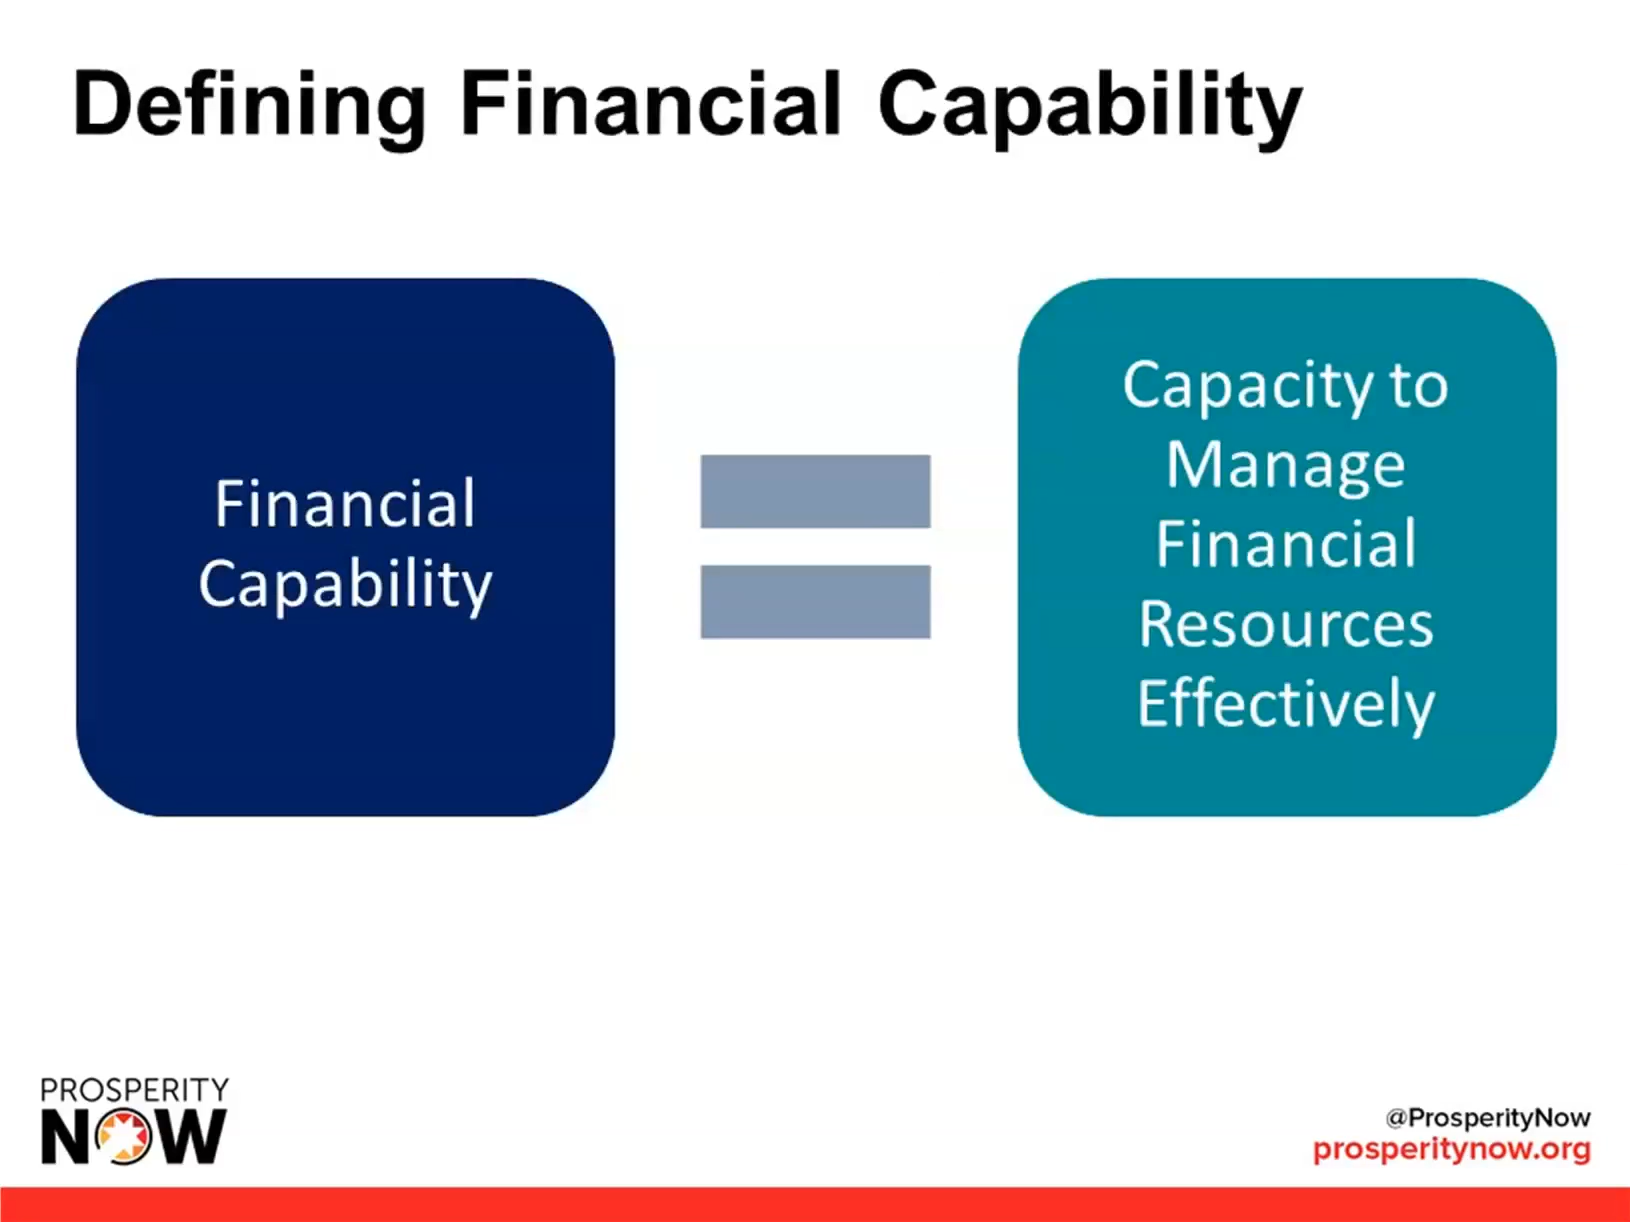 Defining Financial Capability
Financial
Capability
Capacity to
Manage
Financial
Resources
Effectively
PROSPERITY
NOW
@ProsperityNow
prosperitynow.org